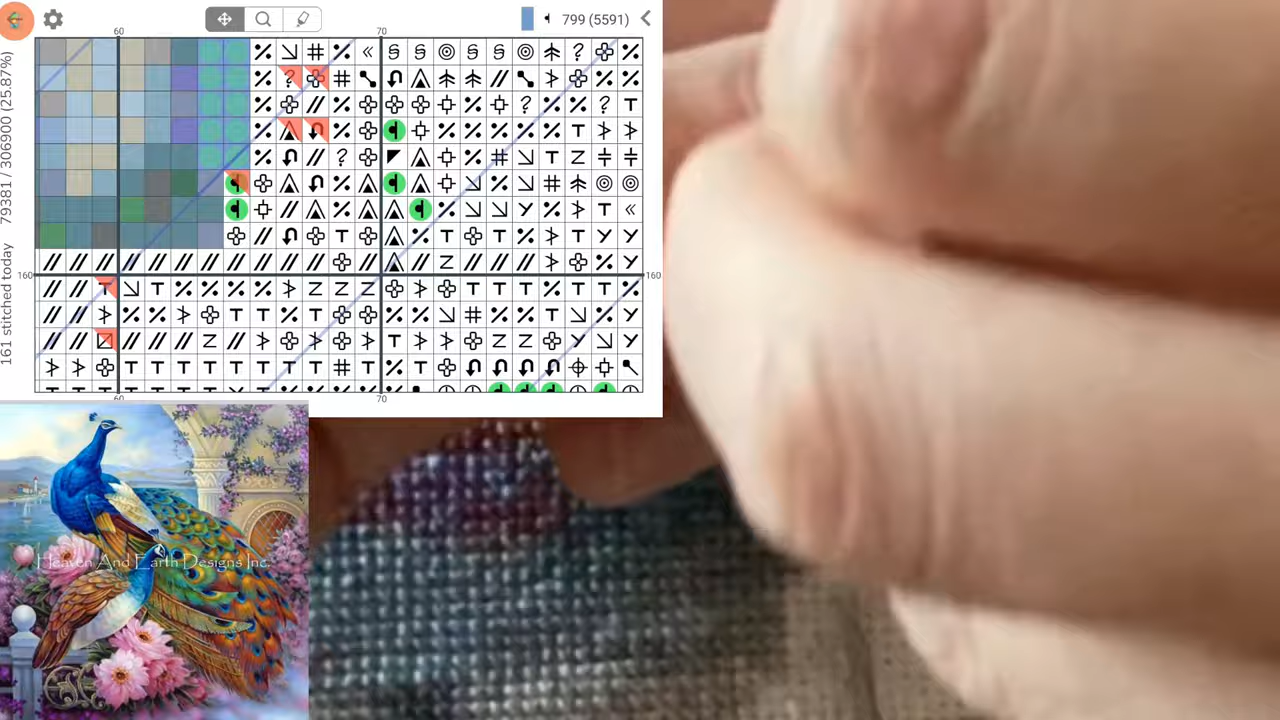 799 (5591)
60
70
79381 / 306900 (25.87%)
161 stitched today
160
160
60
70
Heaven And Earth Designs Inc.